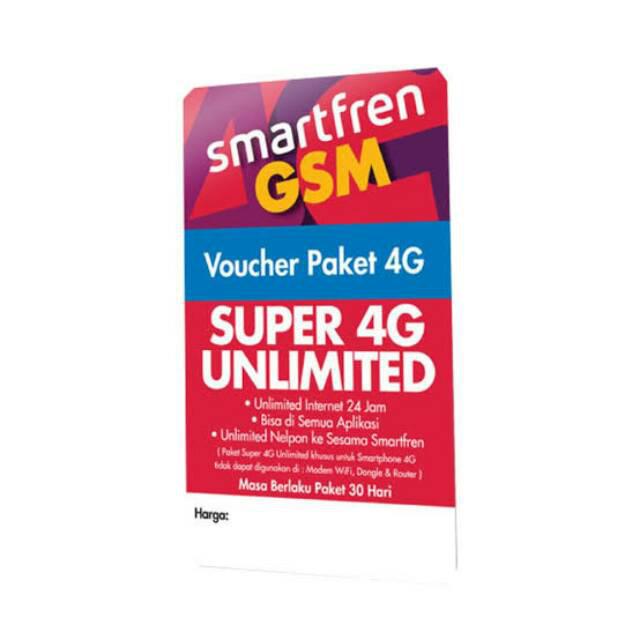 smartfren
GSM
Voucher Paket 4G
SUPER 4G
UNLIMITED
• Unlimited Internet 24 Jam
• Bisa di Semua Aplikasi
• Unlimited Nelpon ke Sesama Smartfren
( Paket Super 4G Unlimited khusus untuk Smartphone 4G
tidak dapat digunakan di : Modem WiFi, Dongle & Router )
Masa Berlaku Paket 30 Hari
Harga: